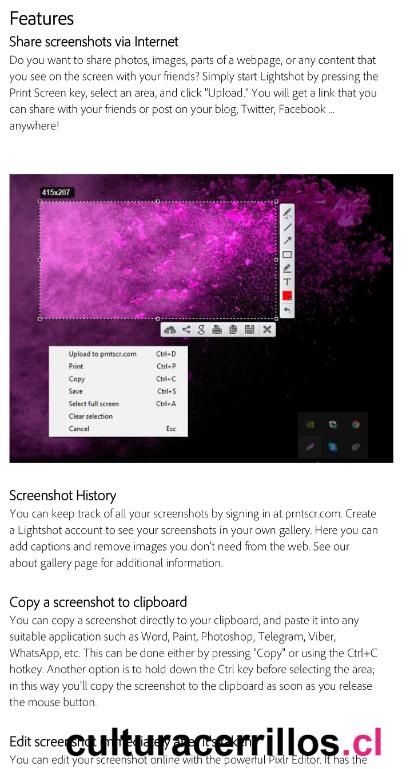 Features
Share screenshots via Internet
Do you want to share photos, images, parts of a webpage, or any content that
you see on the screen with your friends? Simply start Lightshot by pressing the
Print Screen key, select an area, and click "Upload." You will get a link that you
can share with your friends or post on your blog, Twitter, Facebook ...
anywhere!
415x207
T
g
Upload to prntscr.com Ctrl+D
Print Ctrl+P
Copy Ctrl+C
Save Ctrl+S
Select full screen Ctrl+A
Clear selection
Cancel Esc
Screenshot History
You can keep track of all your screenshots by signing in at prntscr.com. Create
a Lightshot account to see your screenshots in your own gallery. Here you can
add captions and remove images you don't need from the web. See our
about gallery page for additional information.
Copy a screenshot to clipboard
You can copy a screenshot directly to your clipboard, and paste it into any
suitable application such as Word, Paint, Photoshop, Telegram, Viber,
WhatsApp, etc. This can be done either by pressing "Copy" or using the Ctrl+C
hotkey. Another option is to hold down the Ctrl key before selecting the area;
in this way you'll copy the screenshot to the clipboard as soon as you release
the mouse button.
Edit screenshot immediately after it's taken
culturacerrillos.cl
You can edit your screenshot online with the powerful Pixlr Editor. It has the